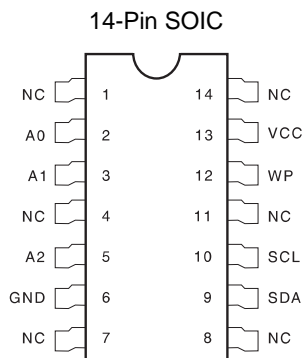 14-Pin SOIC
NC 1 14 NC
A0 2 13 VCC
A1 3 12 WP
NC 4 11 NC
A2 5 10 SCL
GND 6 9 SDA
NC 7 8 NC